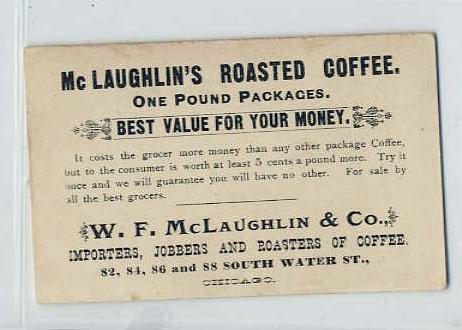 McLAUGHLIN'S ROASTED COFFEE.
ONE POUND PACKAGES.
BEST VALUE FOR YOUR MONEY.
It costs the grocer more money than any other package Coffee,
but to the consumer is worth at least 5 cents a pound more. Try it
once and we will guarantee you will have no other. For sale by
all the best grocers.
W. F. McLAUGHLIN & Co.,
IMPORTERS, JOBBERS AND ROASTERS OF COFFEE,
82, 84, 86 and 88 SOUTH WATER ST.,
CHICAGO.